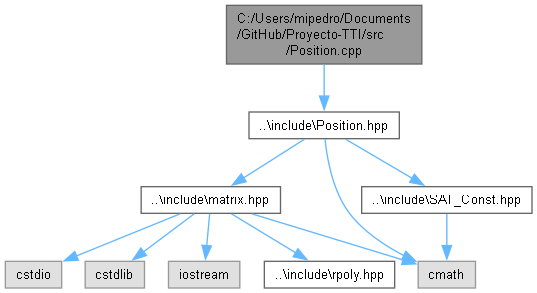 C:/Users/mipedro/Documents
/GitHub/Proyecto-TTI/src
/Position.cpp
..\include\Position.hpp
..\include\matrix.hpp
..\include\SAT_Const.hpp
cstdio
cstdlib
iostream
..\include\rpoly.hpp
cmath